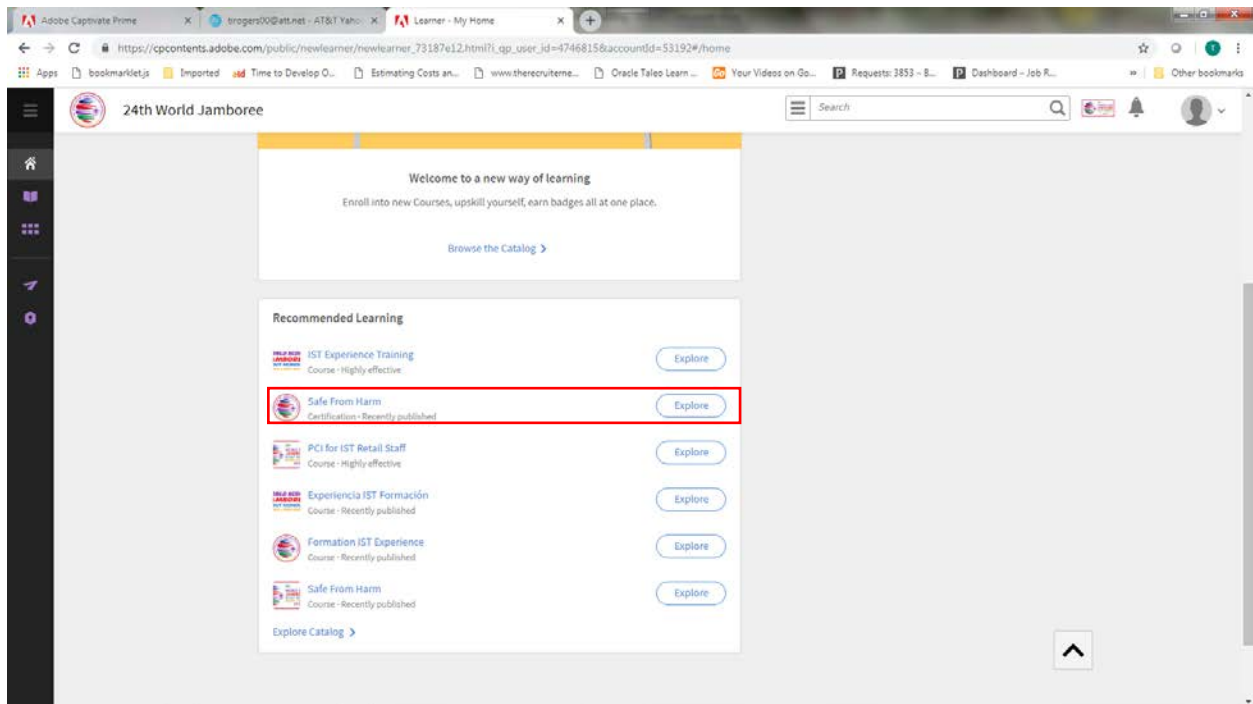 Adobe Captivate Prime
tirogers00@att.net - AT&T Yaho
Learner - My Home
https://cpcontents.adobe.com/public/newlearner/newlearner_73187e12.html?i_qp_user_id=4746815&accountId=53192#/home
Apps bookmarklet.js Imported Time to Develop O... Estimating Costs an... www.therecruiterne... Oracle Taleo Learn ... Your Videos on Go... Requests: 3853 – B... Dashboard – Job R... » Other bookmarks
24th World Jamboree
Search
Welcome to a new way of learning
Enroll into new Courses, upskill yourself, earn badges all at one place.
Browse the Catalog
Recommended Learning
IST Experience Training
Course - Highly effective
Explore
Safe From Harm
Certification - Recently published
Explore
PCI for IST Retail Staff
Course - Highly effective
Explore
Experiencia IST Formación
Course - Recently published
Explore
Formation IST Experience
Course - Recently published
Explore
Safe From Harm
Course - Recently published
Explore
Explore Catalog